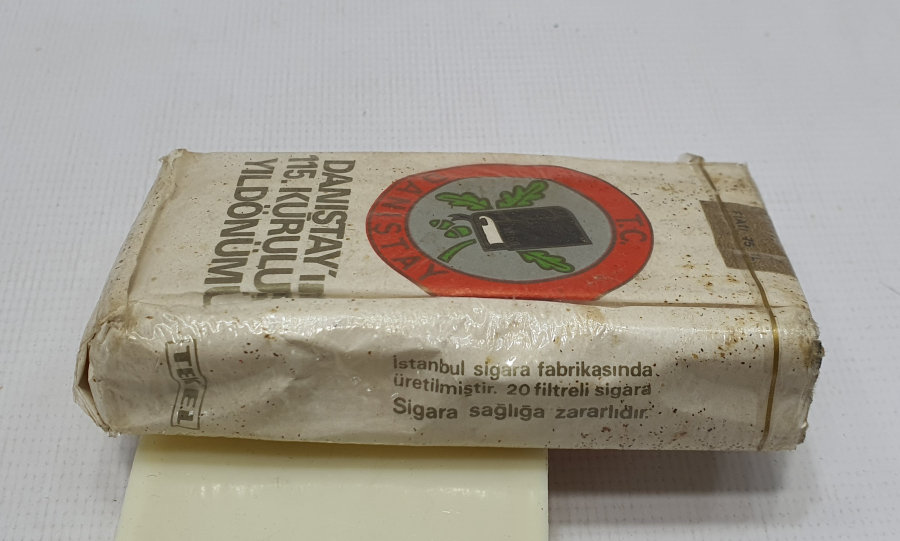 DANIŞTAY'IN
115. KURULUŞ
YILDÖNÜMÜ
T.C.
DANIŞTAY
TEKEL
İstanbul sigara fabrikasında
üretilmiştir. 20 filtreli sigara
Sigara sağlığa zararlıdır.